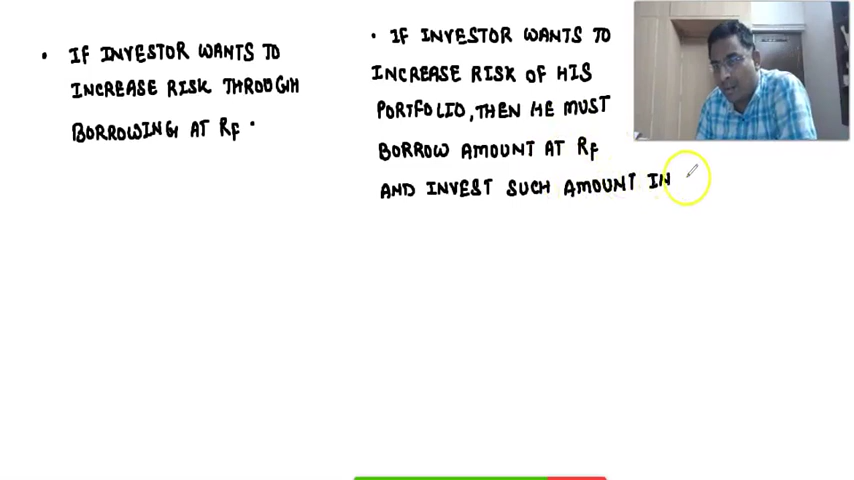 • IF INVESTOR WANTS TO
INCREASE RISK THROUGH
BORROWING AT RF •
• IF INVESTOR WANTS TO
INCREASE RISK OF HIS
PORTFOLIO, THEN HE MUST
BORROW AMOUNT AT RF
AND INVEST SUCH AMOUNT IN